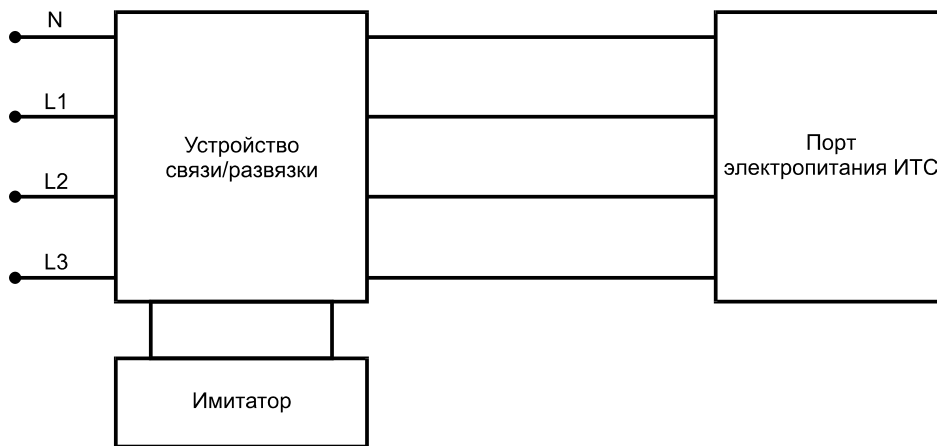 N
L1
L2
L3
Устройство
связи/развязки
Порт
электропитания ИТС
Имитатор